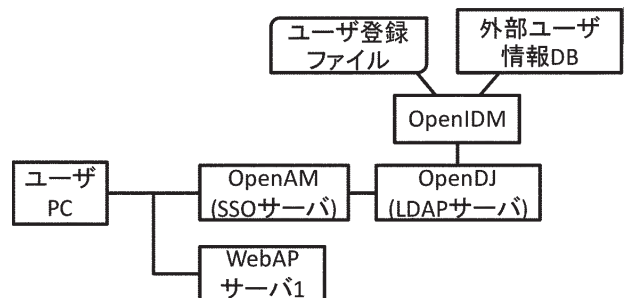 ユーザ登録
ファイル
外部ユーザ
情報DB
OpenIDM
ユーザ
PC
OpenAM
(SSOサーバ)
OpenDJ
(LDAPサーバ)
WebAP
サーバ1